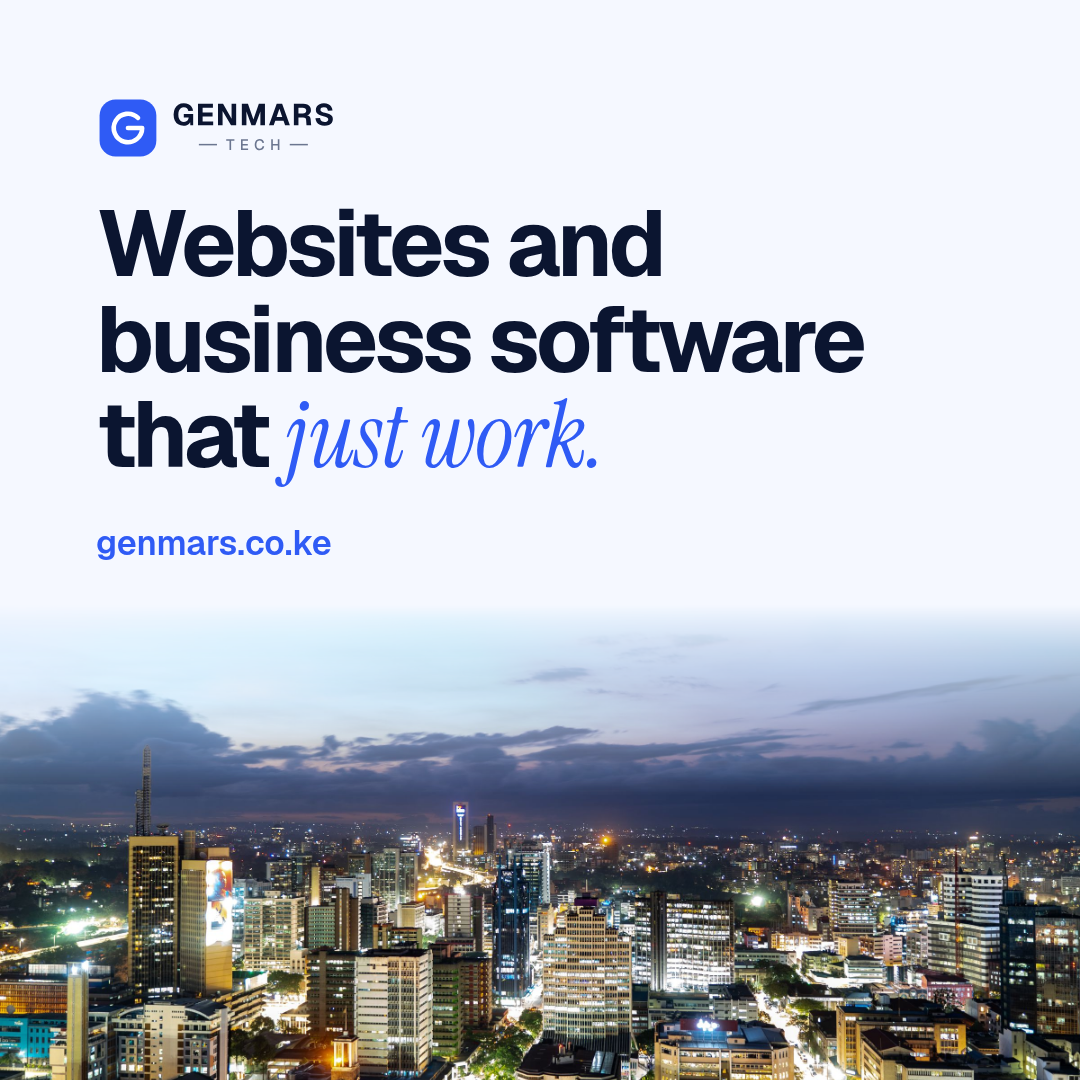 G
GENMARS
— TECH —
Websites and
business software
that just work.
genmars.co.ke